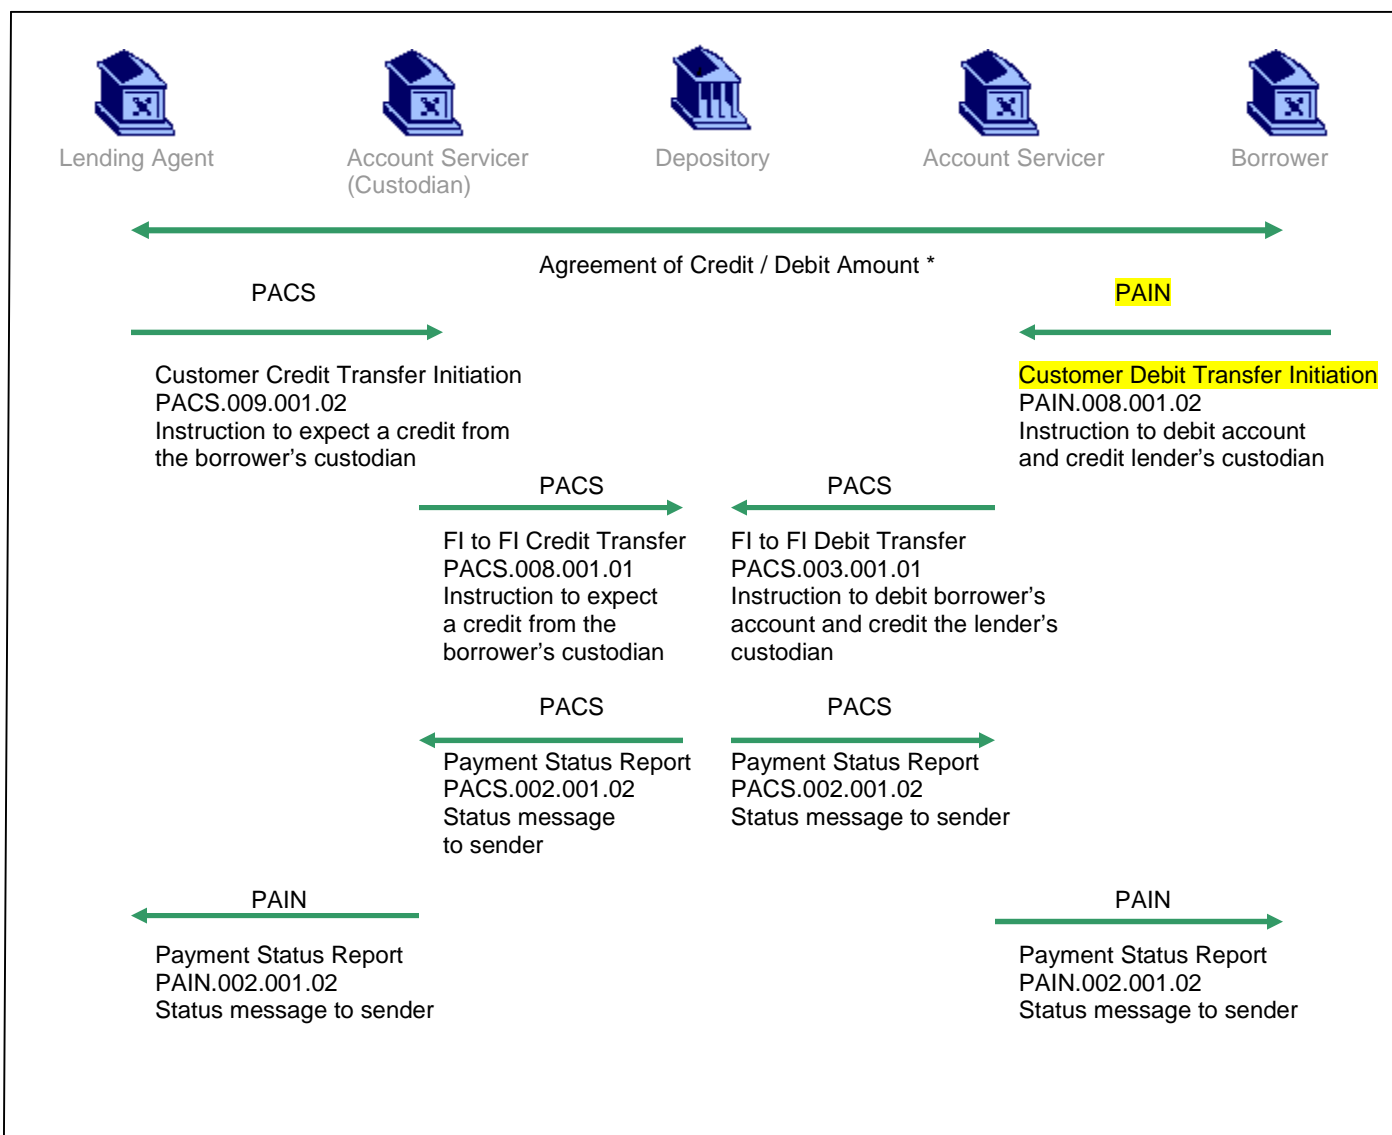 Lending Agent
Account Servicer
(Custodian)
Depository
Account Servicer
Borrower
Agreement of Credit / Debit Amount *
PACS
Customer Credit Transfer Initiation
PACS.009.001.02
Instruction to expect a credit from
the borrower’s custodian
PAIN
Customer Debit Transfer Initiation
PAIN.008.001.02
Instruction to debit account
and credit lender’s custodian
PACS
FI to FI Credit Transfer
PACS.008.001.01
Instruction to expect
a credit from the
borrower’s custodian
PACS
FI to FI Debit Transfer
PACS.003.001.01
Instruction to debit borrower’s
account and credit the lender’s
custodian
PACS
Payment Status Report
PACS.002.001.02
Status message
to sender
PACS
Payment Status Report
PACS.002.001.02
Status message to sender
PAIN
Payment Status Report
PAIN.002.001.02
Status message to sender
PAIN
Payment Status Report
PAIN.002.001.02
Status message to sender